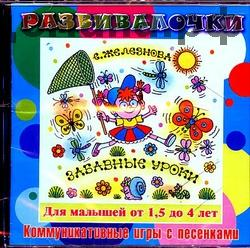 РАЗВИВАЛОЧКИ
Е. ЖЕЛЕЗНОВА
ЗАБАВНЫЕ УРОКИ
Для малышей от 1,5 до 4 лет
Коммуникативные игры с песенками